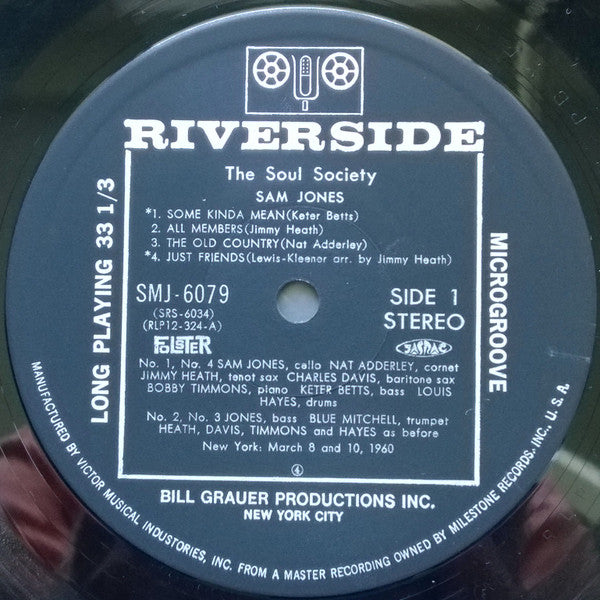 RIVERSIDE
The Soul Society
SAM JONES
*1. SOME KINDA MEAN(Keter Betts)
2. ALL MEMBERS(Jimmy Heath)
3. THE OLD COUNTRY(Nat Adderley)
*4. JUST FRIENDS(Lewis-Kleenor arr. by Jimmy Heath)
SMJ-6079
(SRS-6034)
(RLP12-324-A)
SIDE 1
STEREO
JASRAC
No. 1, No. 4 SAM JONES, cello NAT ADDERLEY, cornet
JIMMY HEATH, tenot sax CHARLES DAVIS, baritone sax
BOBBY TIMMONS, piano KETER BETTS, bass LOUIS
HAYES, drums
No. 2, No. 3 JONES, bass BLUE MITCHELL, trumpet
HEATH, DAVIS, TIMMONS and HAYES as before
New York: March 8 and 10, 1960
4
BILL GRAUER PRODUCTIONS INC.
NEW YORK CITY
LONG PLAYING 33 1/3
MICROGROOVE
MANUFACTURED BY VICTOR MUSICAL INDUSTORIES, INC. FROM A MASTER RECORDING OWNED BY MILESTONE RECORDS, INC., U.S.A.